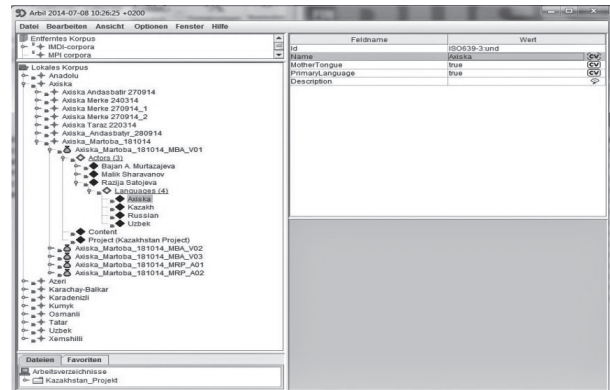 Arbil 2014-07-08 10:26:25 +0200
Datei Bearbeiten Ansicht Optionen Fenster Hilfe
Entferntes Korpus
IMDI-corpora
MPI corpora
Lokales Korpus
Anadolu
Axiska
Axiska Andasbatir 270914
Axiska Merke 240314
Axiska Merke 270914_1
Axiska Merke 270914_2
Axiska Taraz 220314
Axiska_Andasbatyr_280914
Axiska_Martoba_181014
Axiska_Martoba_181014_MBA_V01
Actors (3)
Bajan A. Murtazajeva
Malik Sharavanov
Razija Satojeva
Languages (4)
Axiska
Kazakh
Russian
Uzbek
Content
Project (Kazakhstan Project)
Axiska_Martoba_181014_MBA_V02
Axiska_Martoba_181014_MBA_V03
Axiska_Martoba_181014_MRP_A01
Axiska_Martoba_181014_MRP_A02
Azeri
Karachay-Balkar
Karadenizli
Kumyk
Osmanli
Tatar
Uzbek
Xemshilli
Dateien Favoriten
Arbeitsverzeichnisse
Kazakhstan_Projekt
Feldname Wert
Id ISO639-3:und
Name Axiska CV
MotherTongue true CV
PrimaryLanguage true CV
Description